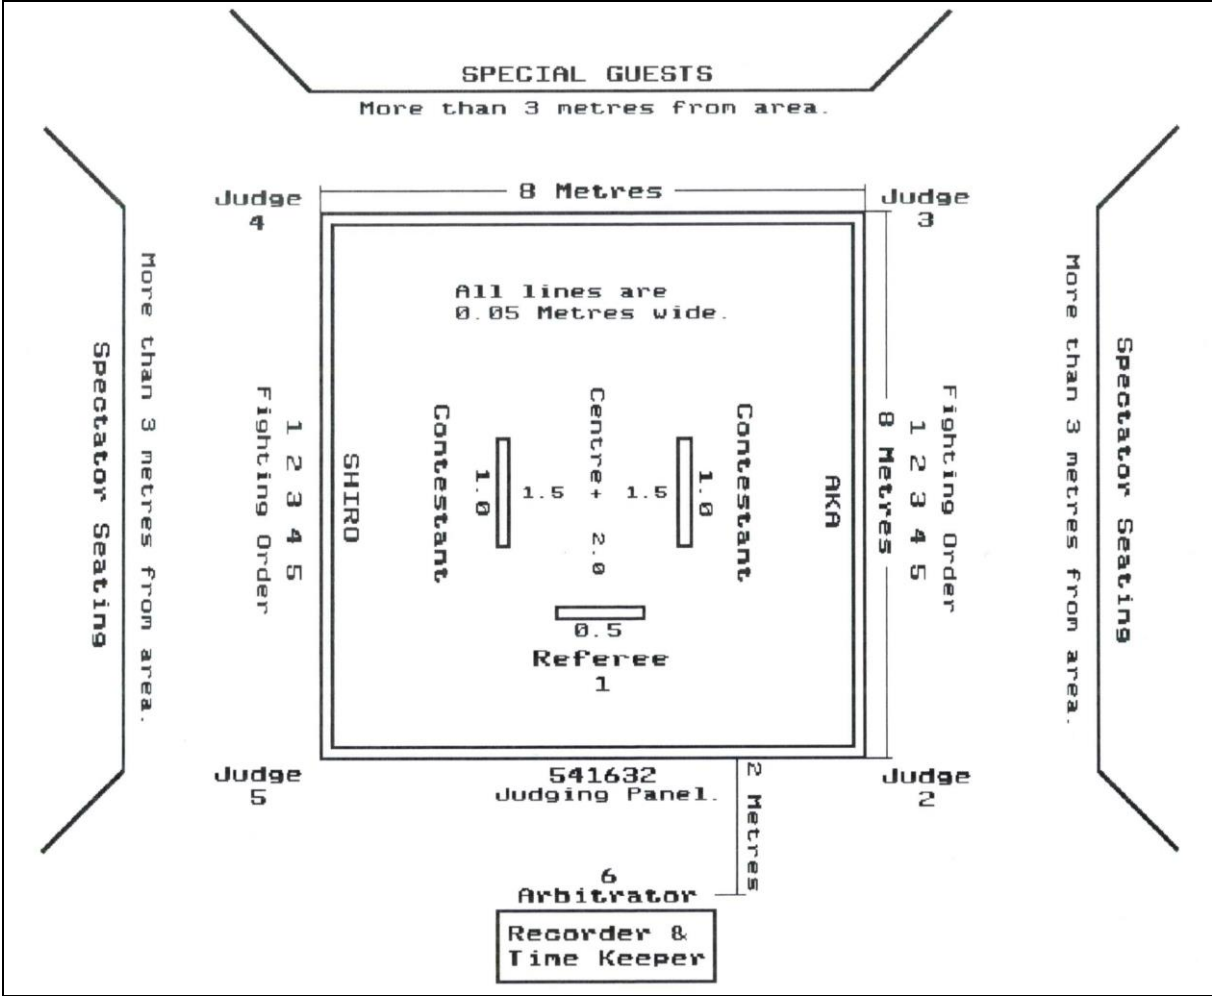 SPECIAL GUESTS
More than 3 metres from area.
Judge
4
8 Metres
Judge
3
All lines are
0.05 Metres wide.
Spectator Seating
More than 3 metres from area.
Fighting Order
1 2 3 4 5
SHIRO
Contestant
1.0
1.5
Centre+ 2.0
1.5
1.0
Contestant
AKA
8 Metres
1 2 3 4 5
Fighting Order
More than 3 metres from area.
Spectator Seating
0.5
Referee
1
Judge
5
541632
Judging Panel.
2 Metres
Judge
2
6
Arbitrator
Recorder &
Time Keeper